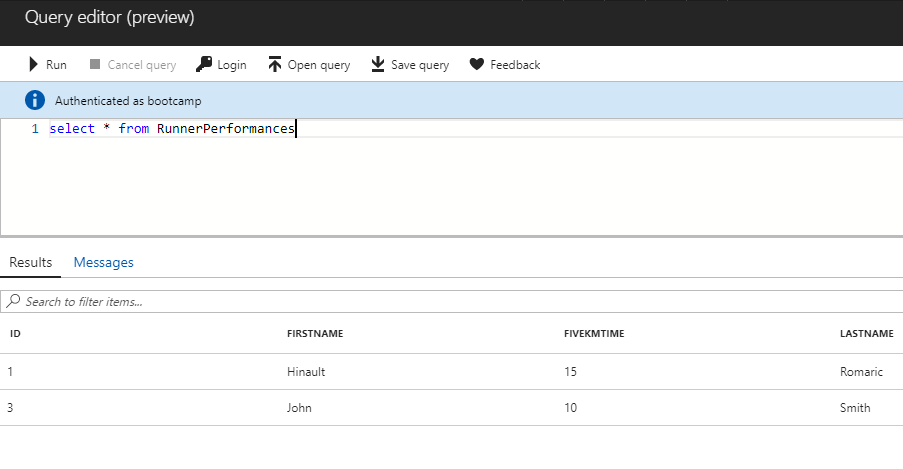 Query editor (preview)
Run Cancel query Login Open query Save query Feedback
i Authenticated as bootcamp
1 select * from RunnerPerformances
Results Messages
Search to filter items...
ID FIRSTNAME FIVEKMTIME LASTNAME
1 Hinault 15 Romaric
3 John 10 Smith